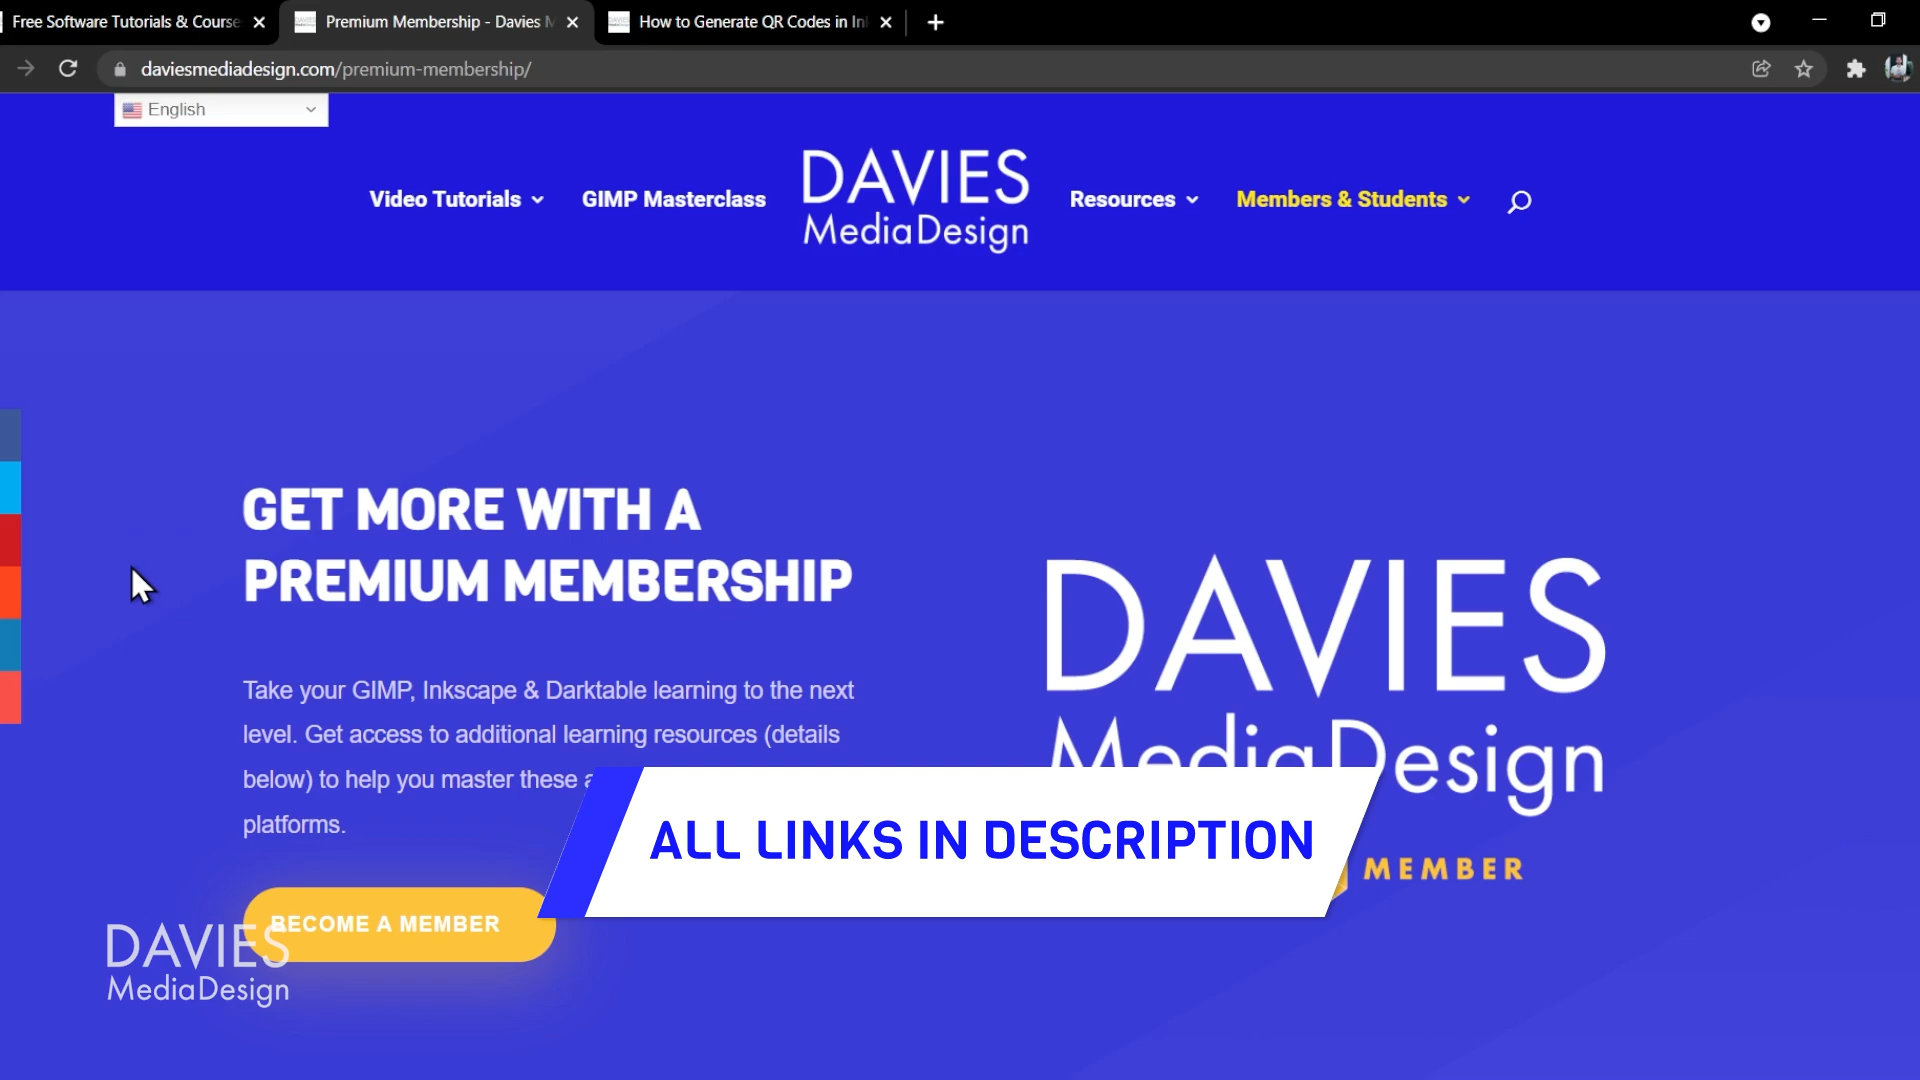 Free Software Tutorials & Course
Premium Membership - Davies M
How to Generate QR Codes in In
daviesmediadesign.com/premium-membership/
English
Video Tutorials
GIMP Masterclass
DAVIES
MediaDesign
Resources
Members & Students
GET MORE WITH A
PREMIUM MEMBERSHIP
Take your GIMP, Inkscape & Darktable learning to the next
level. Get access to additional learning resources (details
below) to help you master these a
platforms.
DAVIES
MediaDesign
MEMBER
ALL LINKS IN DESCRIPTION
BECOME A MEMBER
DAVIES
MediaDesign